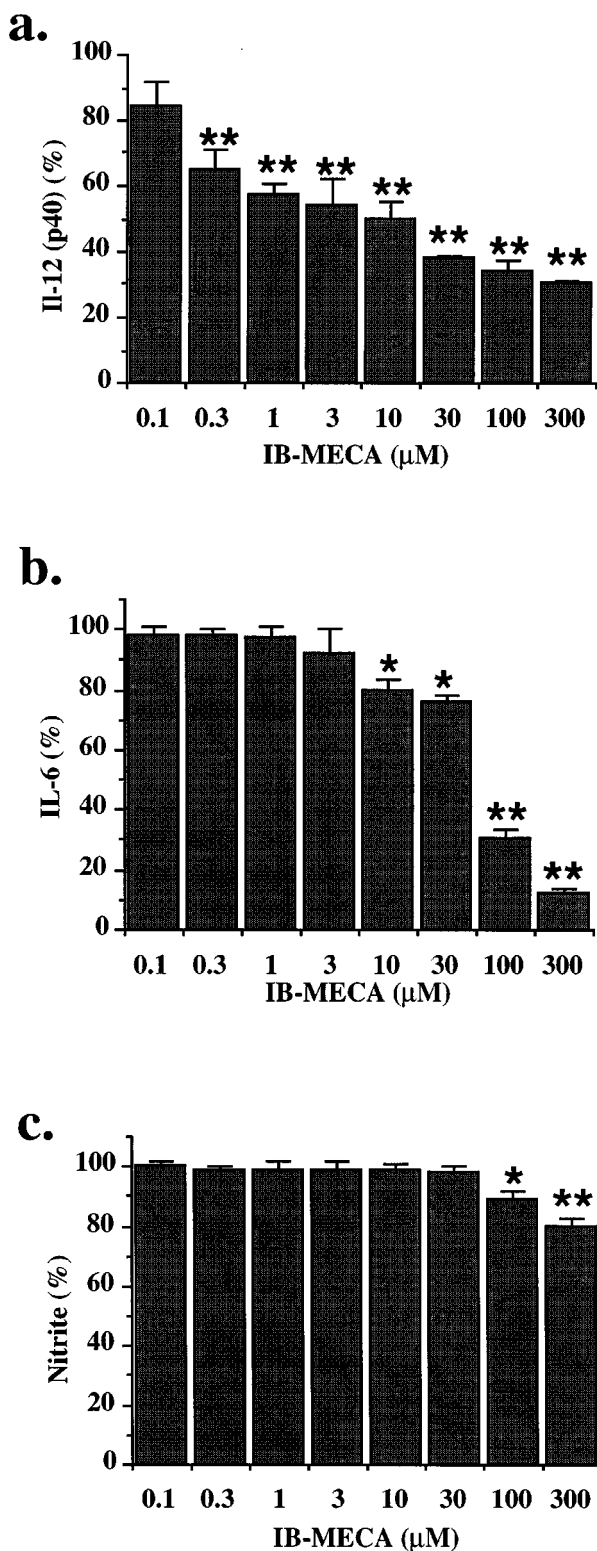 a.
Il-12 (p40) (%)
100
80
60
40
20
0
** ** ** ** ** ** **
0.1 0.3 1 3 10 30 100 300
IB-MECA (μM)
b.
IL-6 (%)
100
80
60
40
20
0
* * ** **
0.1 0.3 1 3 10 30 100 300
IB-MECA (μM)
c.
Nitrite (%)
100
80
60
40
20
0
* **
0.1 0.3 1 3 10 30 100 300
IB-MECA (μM)